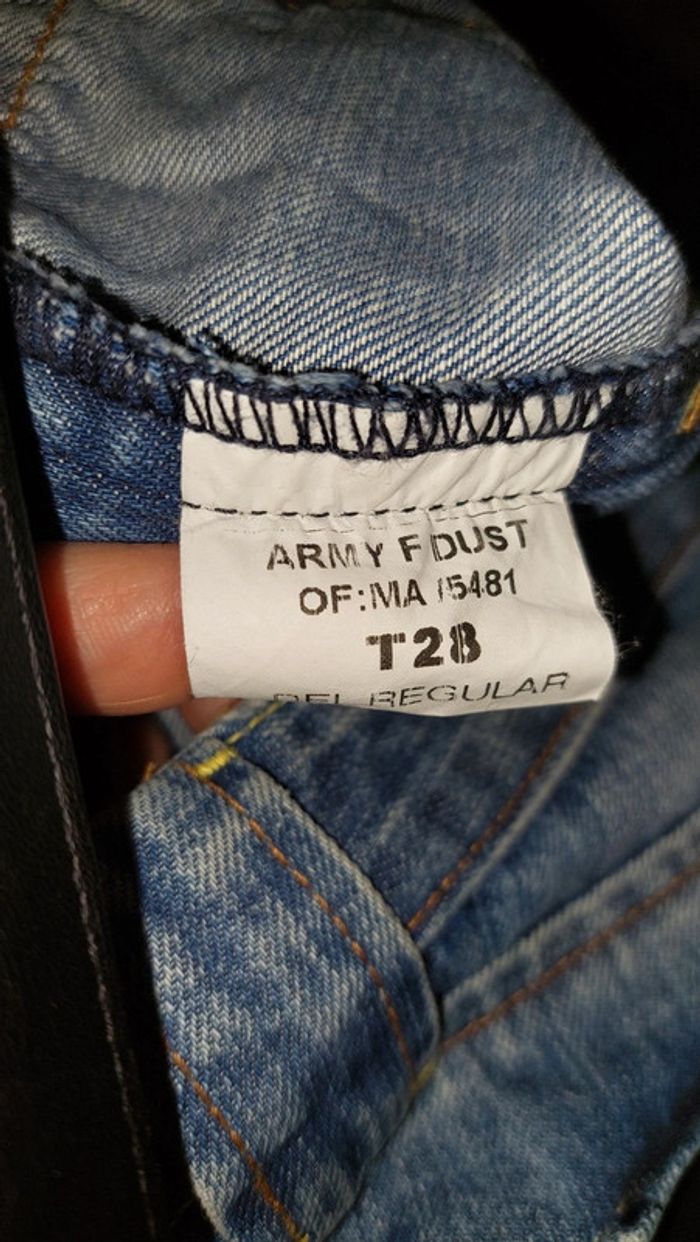 ARMY F DUST
OF:MA /5481
T28
REGULAR